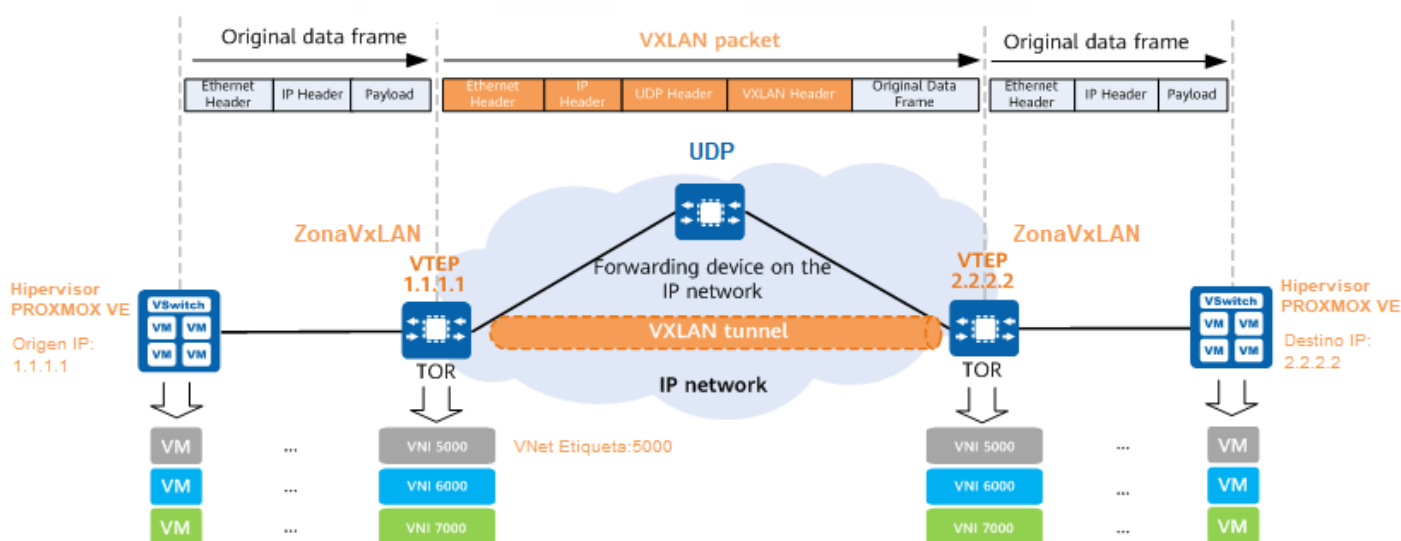 Original data frame
VXLAN packet
Original data frame
Ethernet
Header
IP Header
Payload
Ethernet
Header
IP
Header
UDP Header
VXLAN Header
Original Data
Frame
Ethernet
Header
IP Header
Payload
UDP
ZonaVxLAN
ZonaVxLAN
VTEP
1.1.1.1
Forwarding device on the
IP network
VTEP
2.2.2.2
Hipervisor
PROXMOX VE
Origen IP:
1.1.1.1
VSwitch
VM VM
VM VM
VXLAN tunnel
VSwitch
VM VM
VM VM
Hipervisor
PROXMOX VE
Destino IP:
2.2.2.2
TOR
IP network
TOR
VM ... VNI 5000 VNet Etiqueta:5000 VNI 5000 ... VM
VM ... VNI 6000 VNI 6000 ... VM
VM ... VNI 7000 VNI 7000 ... VM